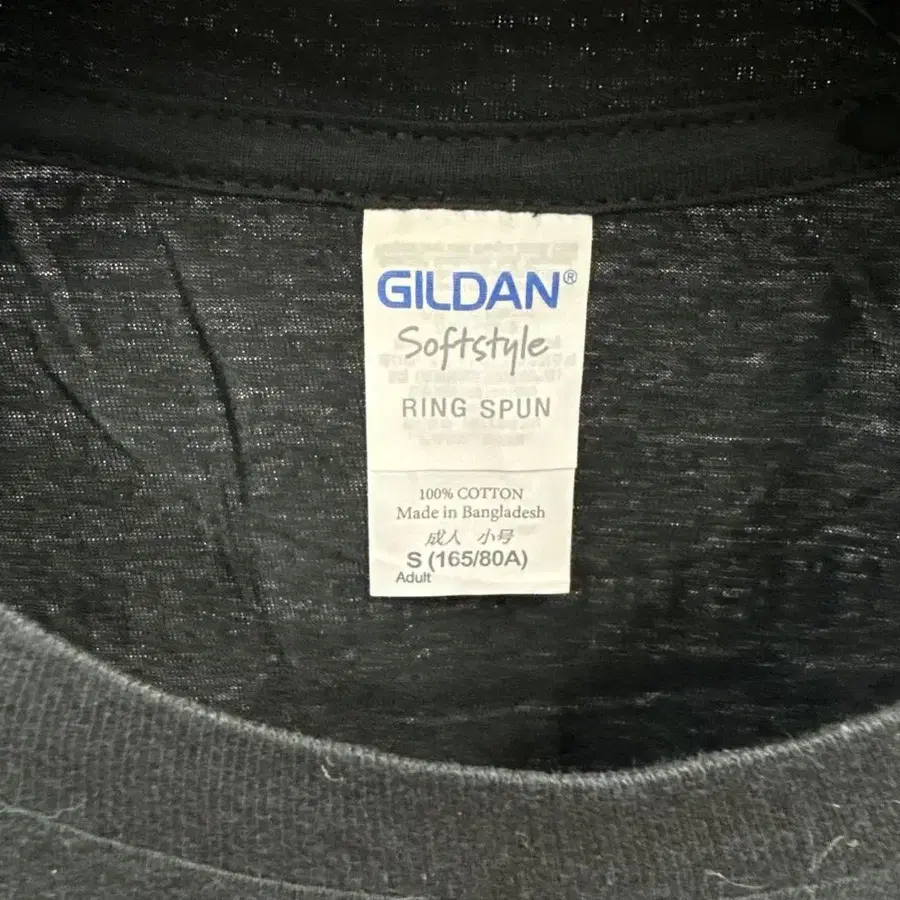 GILDAN®
Softstyle
RING SPUN
100% COTTON
Made in Bangladesh
成人 小号
S (165/80A)
Adult